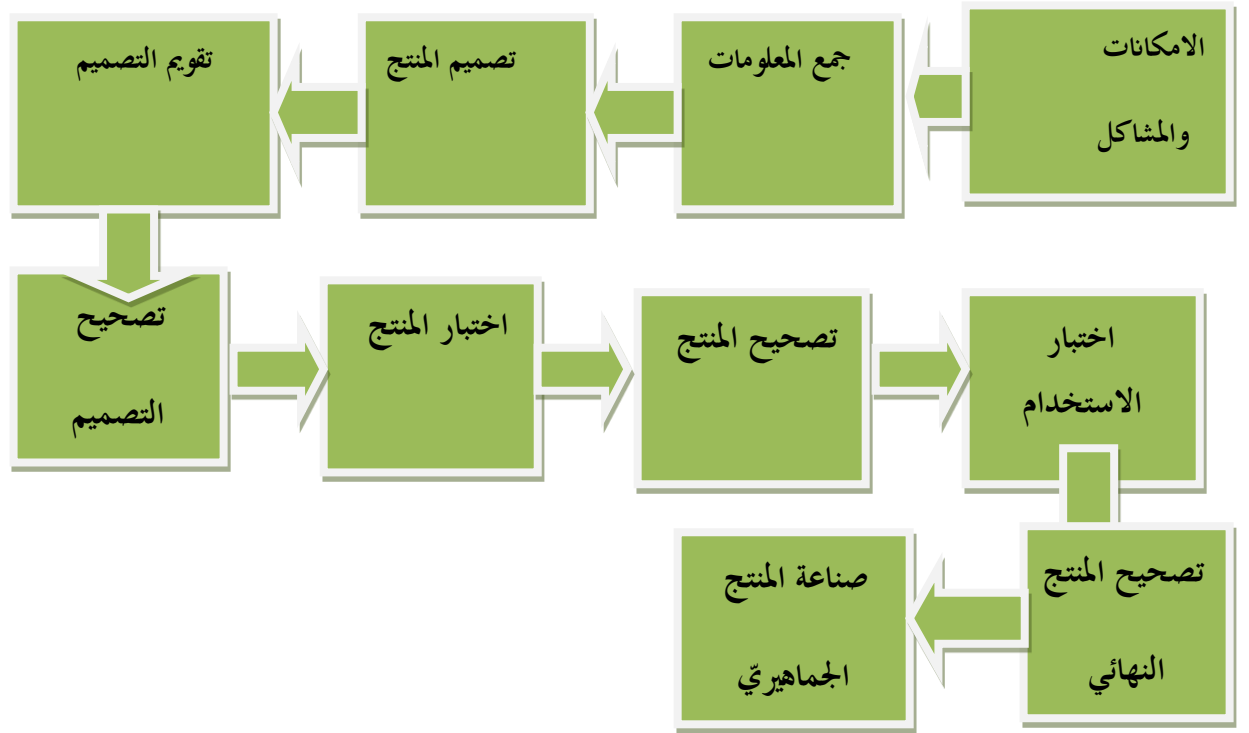 الامكانات
والمشاكل
جمع المعلومات
تصميم المنتج
تقويم التصميم
تصحيح
التصميم
اختبار المنتج
تصحيح المنتج
اختبار
الاستخدام
تصحيح المنتج
النهائي
صناعة المنتج
الجماهيريّ